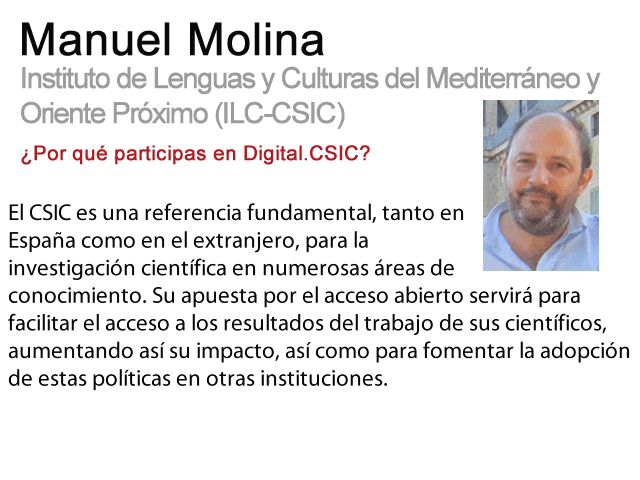 Manuel Molina
Instituto de Lenguas y Culturas del Mediterráneo y
Oriente Próximo (ILC-CSIC)
¿Por qué participas en Digital.CSIC?
El CSIC es una referencia fundamental, tanto en
España como en el extranjero, para la
investigación científica en numerosas áreas de
conocimiento. Su apuesta por el acceso abierto servirá para
facilitar el acceso a los resultados del trabajo de sus científicos,
aumentando así su impacto, así como para fomentar la adopción
de estas políticas en otras instituciones.